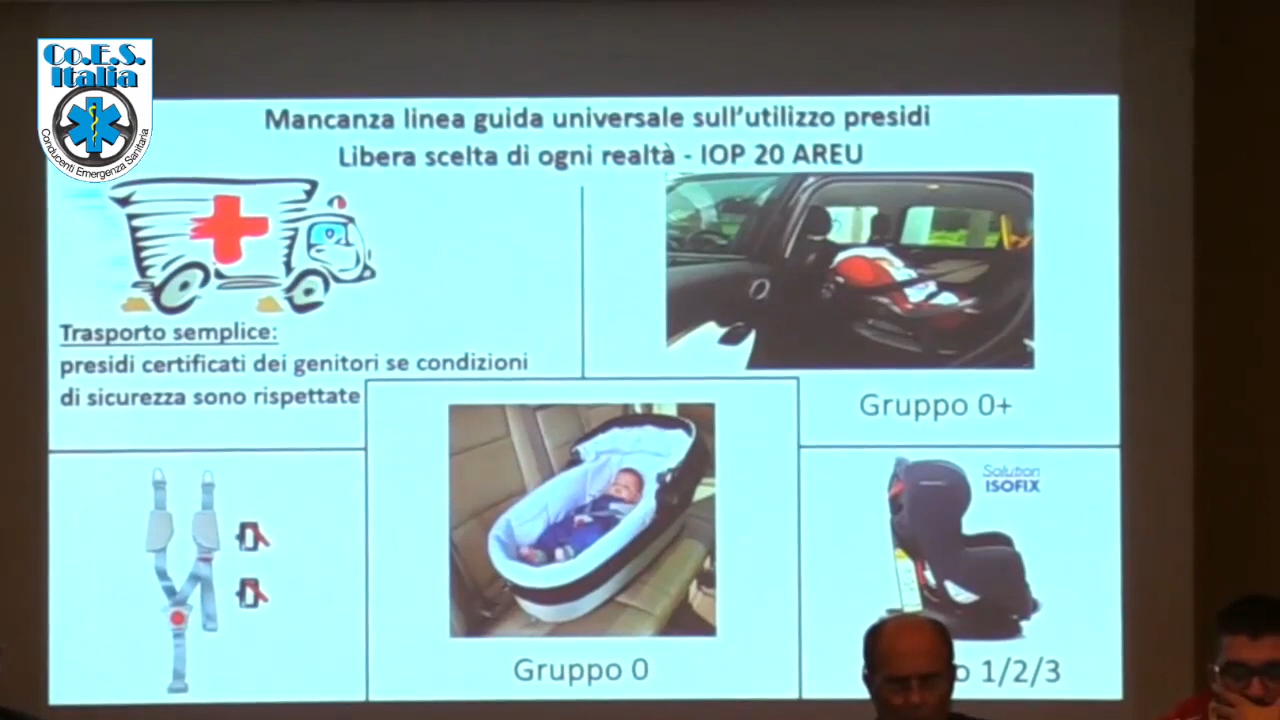 Co.E.S.
Italia
Conducenti Emergenza Sanitaria
Mancanza linea guida universale sull'utilizzo presidi
Libera scelta di ogni realtà - IOP 20 AREU
Trasporto semplice:
presidi certificati dei genitori se condizioni
di sicurezza sono rispettate
Gruppo 0+
Solution
ISOFIX
Gruppo 0
o 1/2/3